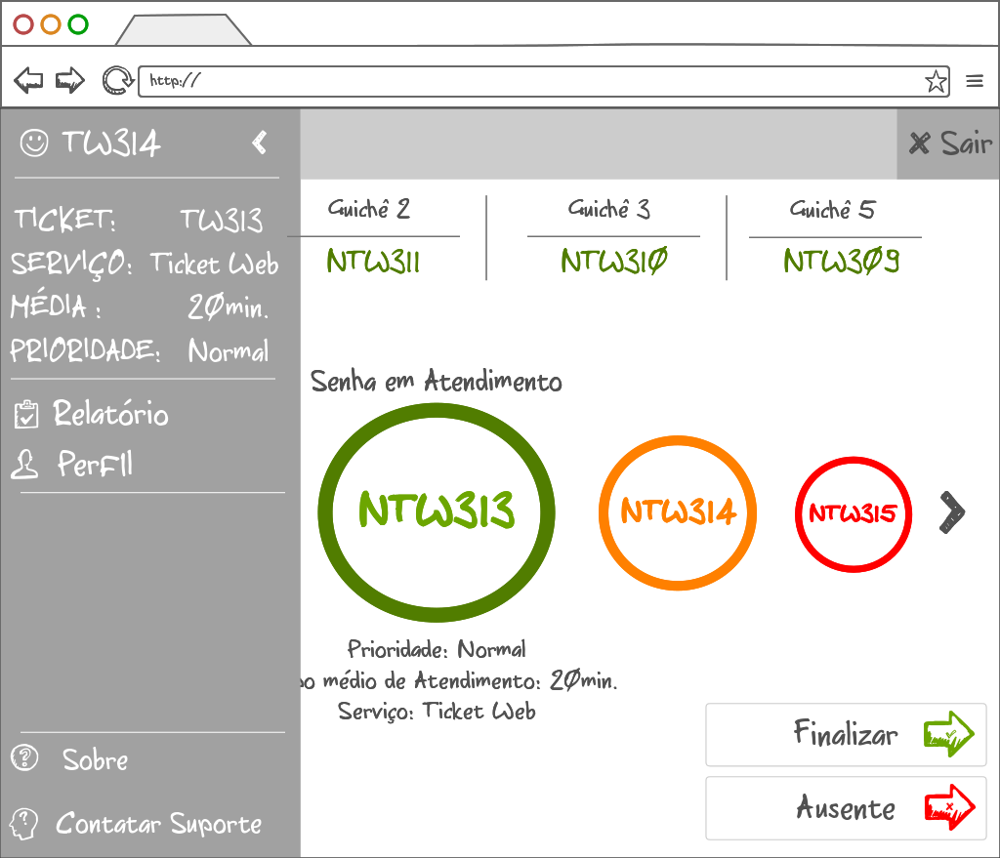 http://
TW314
Sair
TICKET: TW313
SERVIÇO: Ticket Web
MÉDIA : 20min.
PRIORIDADE: Normal
Relatório
Perfil
Sobre
Contatar Suporte
Guichê 2
NTW311
Guichê 3
NTW310
Guichê 5
NTW309
Senha em Atendimento
NTW313
NTW314
NTW315
Prioridade: Normal
médio de Atendimento: 20min.
Serviço: Ticket Web
Finalizar
Ausente